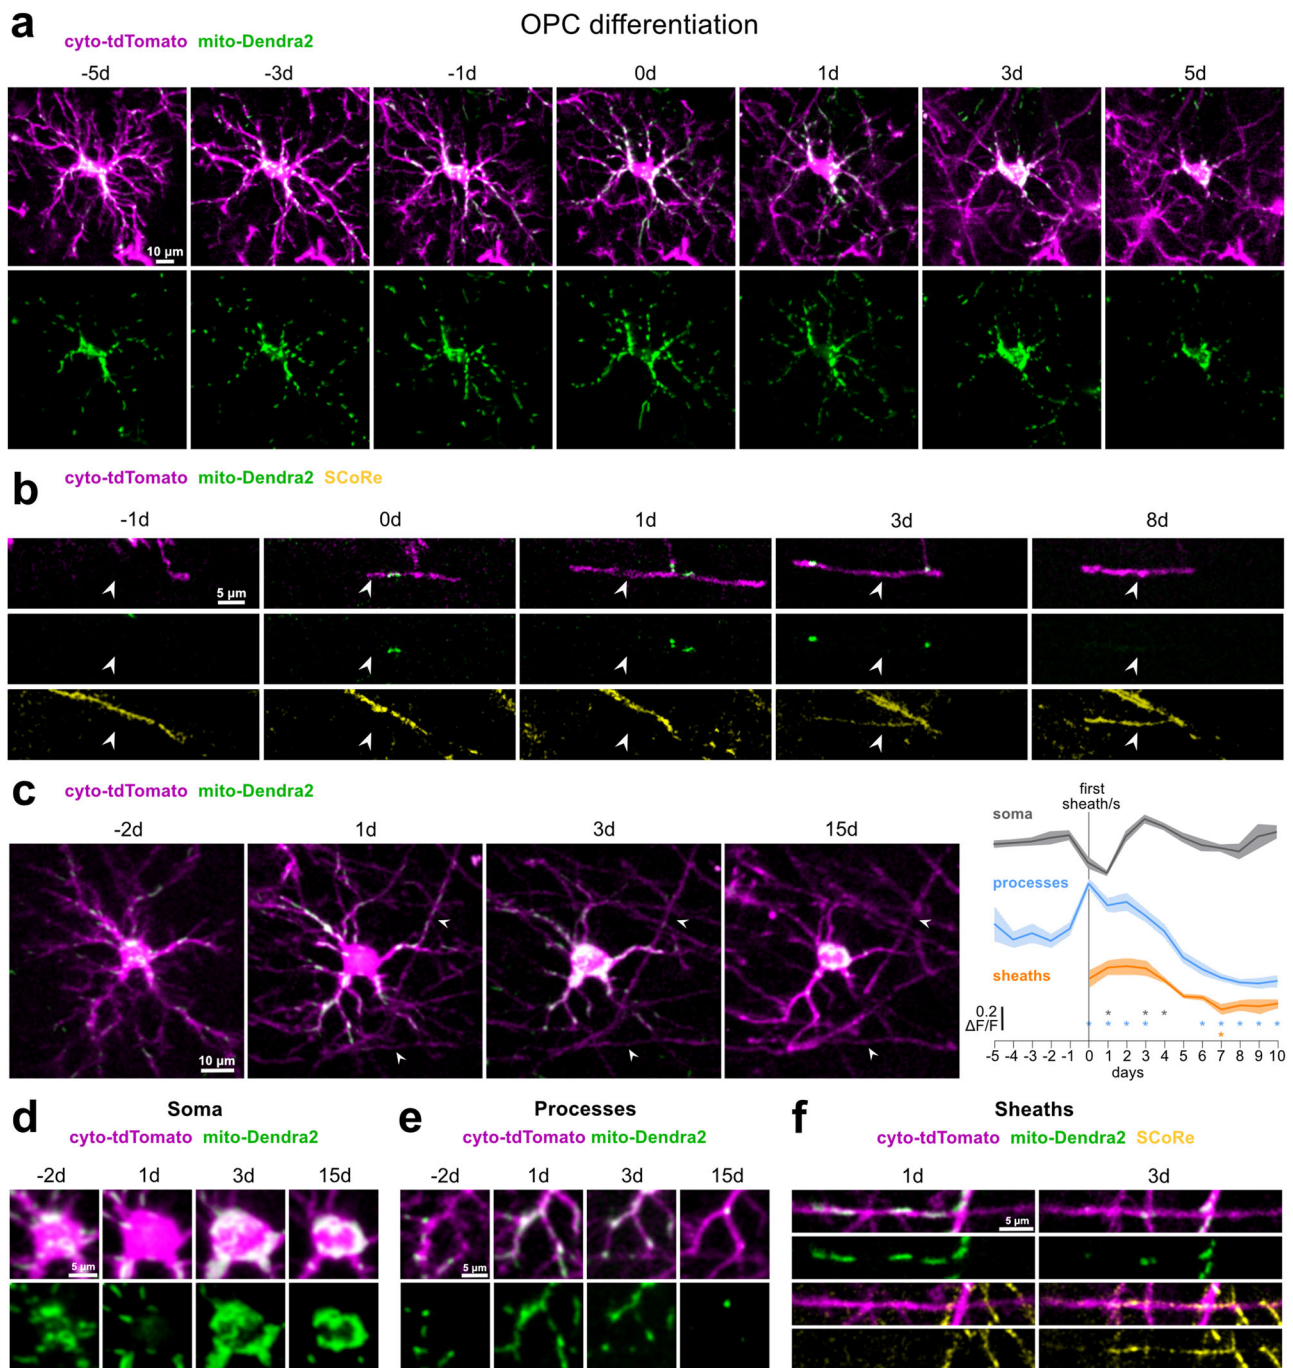 a
OPC differentiation
cyto-tdTomato mito-Dendra2
-5d -3d -1d 0d 1d 3d 5d
10 µm
b
cyto-tdTomato mito-Dendra2 SCoRe
-1d 0d 1d 3d 8d
5 µm
c
cyto-tdTomato mito-Dendra2
-2d 1d 3d 15d
10 µm
first
sheath/s
soma
processes
sheaths
0.2
ΔF/F
* * *
* * * * * * * * *
*
-5 -4 -3 -2 -1 0 1 2 3 4 5 6 7 8 9 10
days
d
Soma
cyto-tdTomato mito-Dendra2
-2d 1d 3d 15d
5 µm
e
Processes
cyto-tdTomato mito-Dendra2
-2d 1d 3d 15d
5 µm
f
Sheaths
cyto-tdTomato mito-Dendra2 SCoRe
1d 3d
5 µm